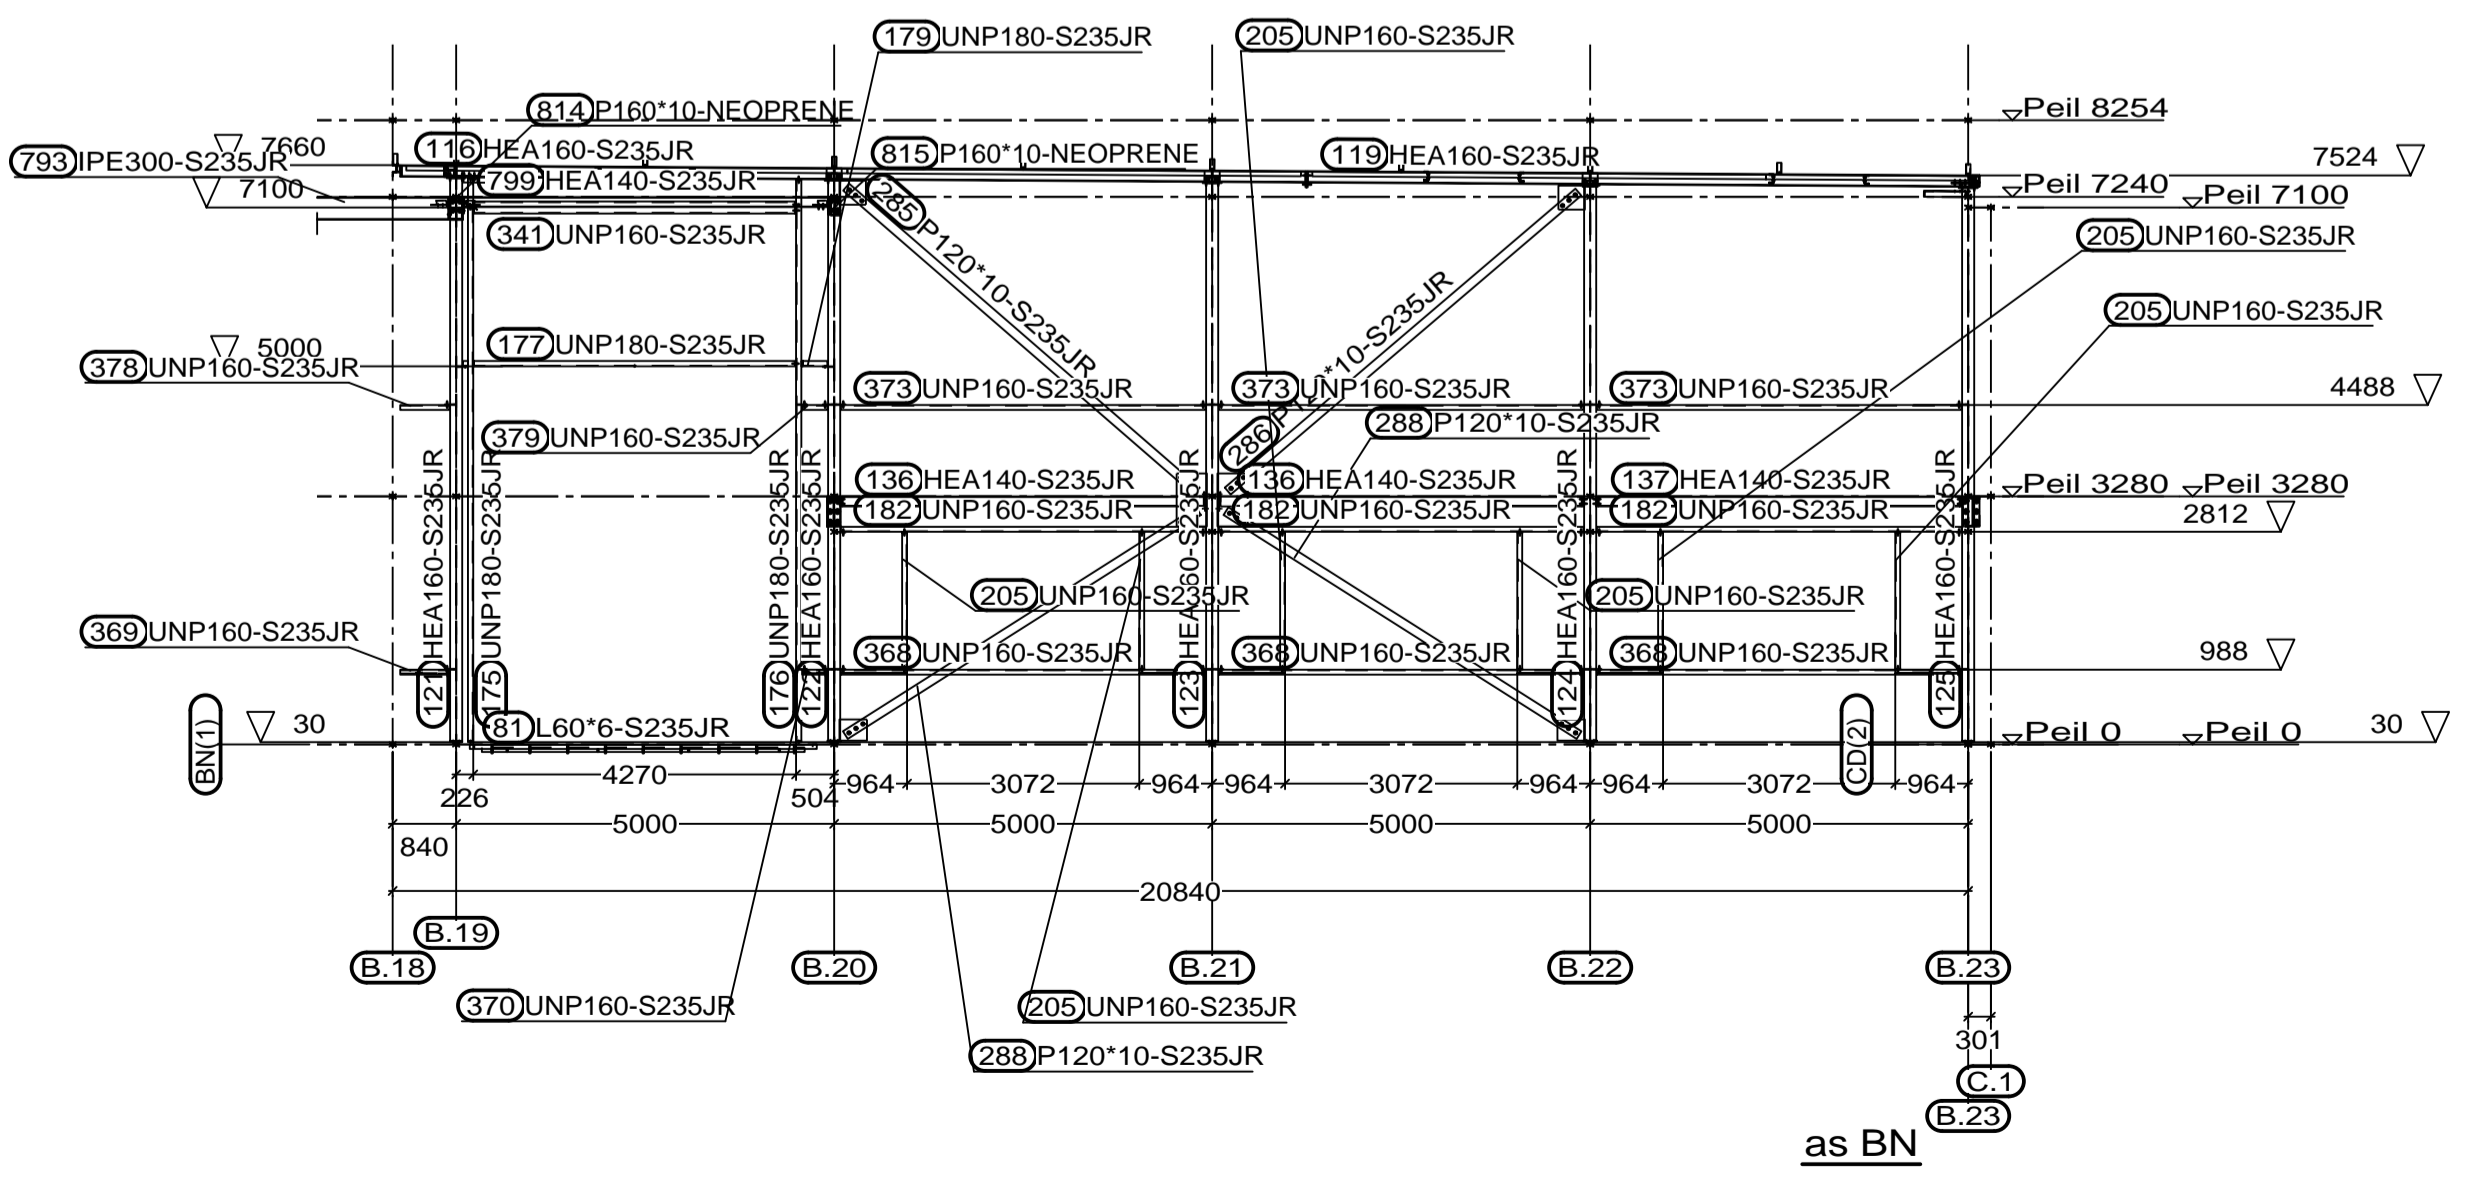 179 UNP180-S235JR
205 UNP160-S235JR
814 P160*10-NEOPRENE
Peil 8254
7660
793 IPE300-S235JR
116 HEA160-S235JR
815 P160*10-NEOPRENE
119 HEA160-S235JR
7524
7100
799 HEA140-S235JR
Peil 7240
Peil 7100
285 P120*10-S235JR
341 UNP160-S235JR
205 UNP160-S235JR
205 UNP160-S235JR
5000
177 UNP180-S235JR
378 UNP160-S235JR
373 UNP160-S235JR
373 UNP160-S235JR
373 UNP160-S235JR
4488
286 P120*10-S235JR
288 P120*10-S235JR
379 UNP160-S235JR
136 HEA140-S235JR
136 HEA140-S235JR
137 HEA140-S235JR
Peil 3280
Peil 3280
182 UNP160-S235JR
182 UNP160-S235JR
182 UNP160-S235JR
2812
121 HEA160-S235JR
175 UNP180-S235JR
176 UNP180-S235JR
122 HEA160-S235JR
123 HEA160-S235JR
124 HEA160-S235JR
125 HEA160-S235JR
205 UNP160-S235JR
205 UNP160-S235JR
369 UNP160-S235JR
368 UNP160-S235JR
368 UNP160-S235JR
368 UNP160-S235JR
988
BN(1)
30
81 L60*6-S235JR
CD(2)
Peil 0
Peil 0
30
226
4270
504
964
3072
964
964
3072
964
964
3072
964
840
5000
5000
5000
5000
20840
B.19
B.18
B.20
B.21
B.22
B.23
370 UNP160-S235JR
205 UNP160-S235JR
288 P120*10-S235JR
301
C.1
B.23
as BN